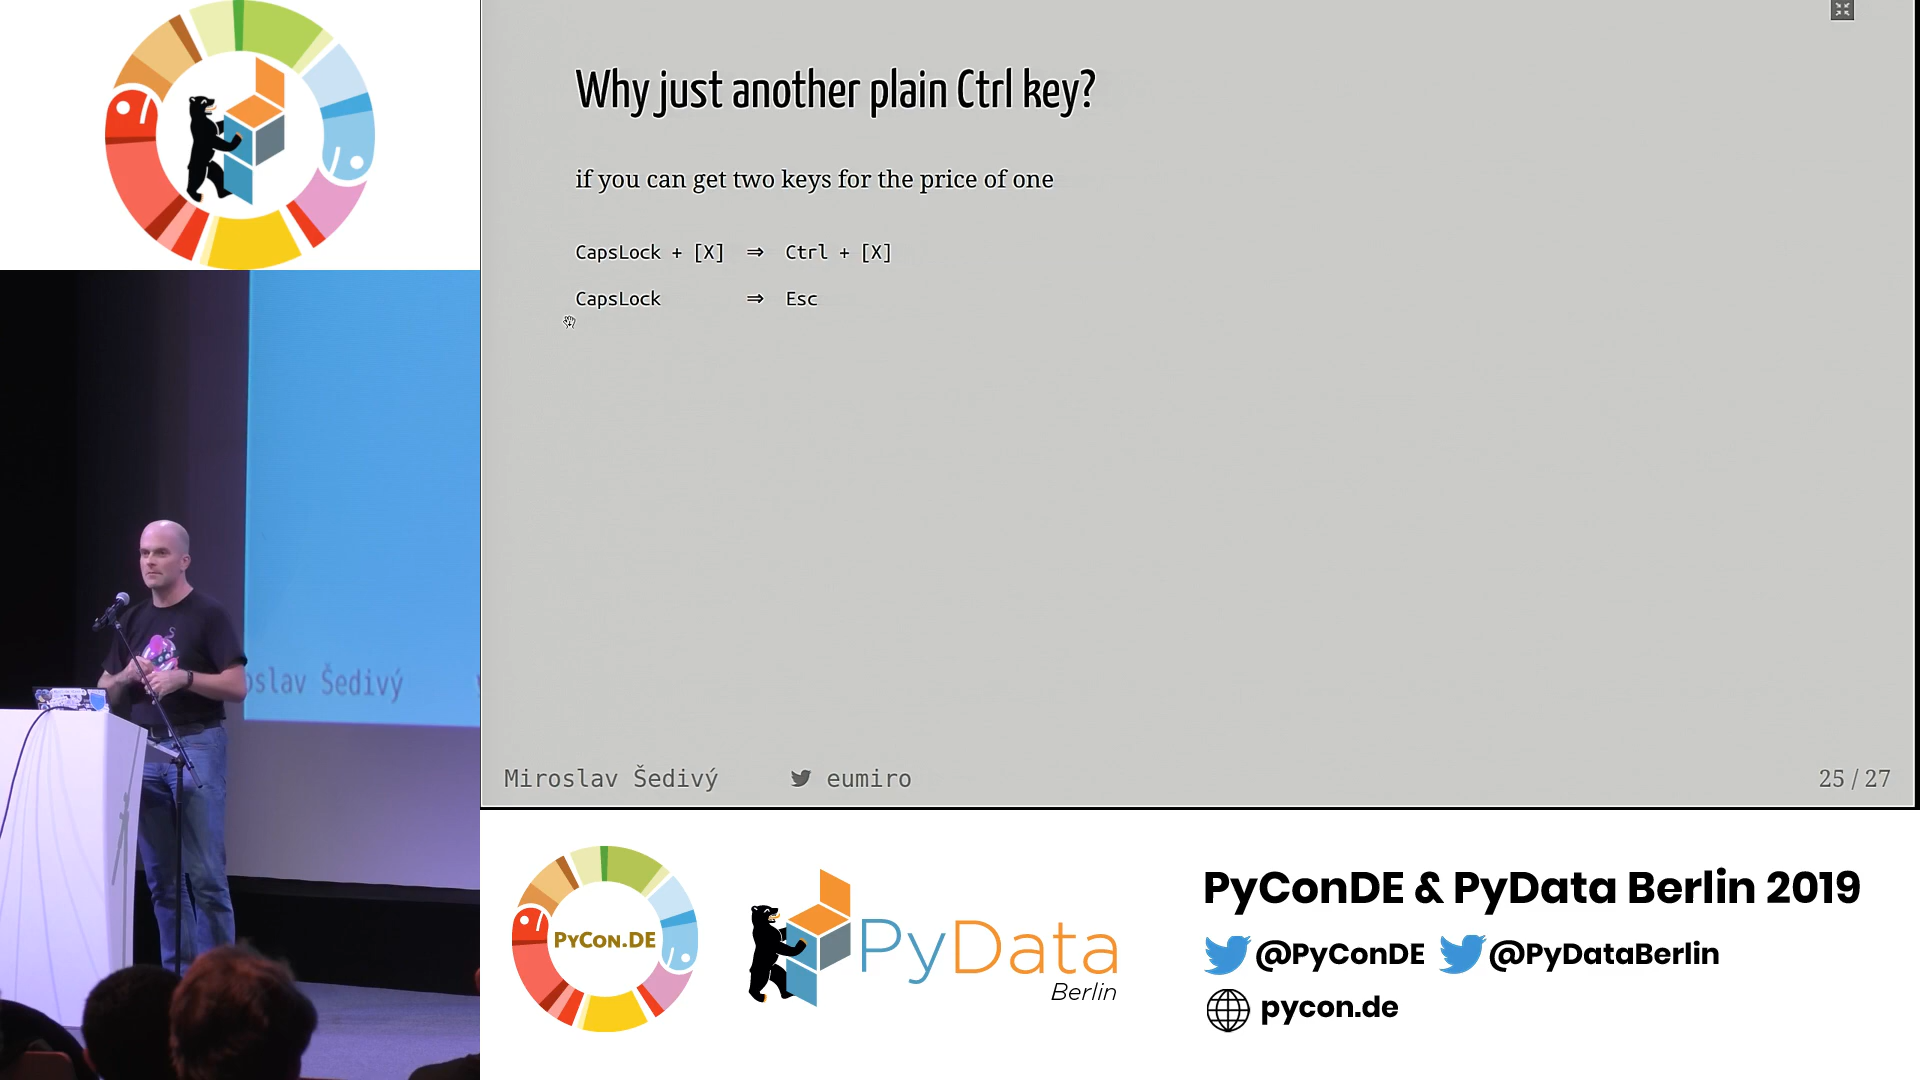 Why just another plain Ctrl key?
if you can get two keys for the price of one
CapsLock + [X] ⇒ Ctrl + [X]
CapsLock ⇒ Esc
oslav Šedivý
Miroslav Šedivý eumiro 25 / 27
PYCON.DE
PyData
Berlin
PyConDE & PyData Berlin 2019
@PyConDE @PyDataBerlin
pycon.de